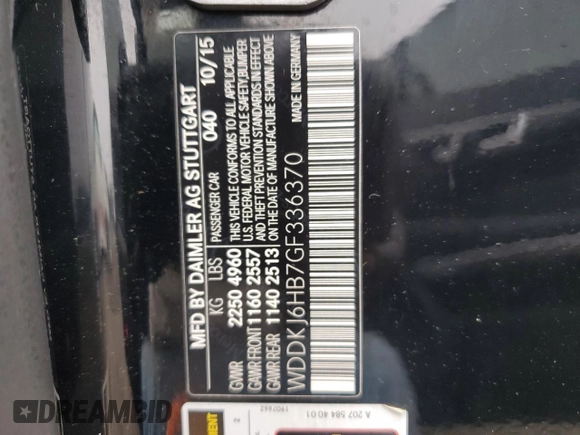 MFD BY DAIMLER AG STUTTGART
KG LBS PASSENGER CAR 040 10/15
GVWR 2250 4960
GAWR FRONT 1160 2557
GAWR REAR 1140 2513
THIS VEHICLE CONFORMS TO ALL APPLICABLE
U.S. FEDERAL MOTOR VEHICLE SAFETY, BUMPER
AND THEFT PREVENTION STANDARDS IN EFFECT
ON THE DATE OF MANUFACTURE SHOWN ABOVE
MADE IN GERMANY
WDDKJ6HB7GF336370
A 207 584 40 01
DEALER AUCTION